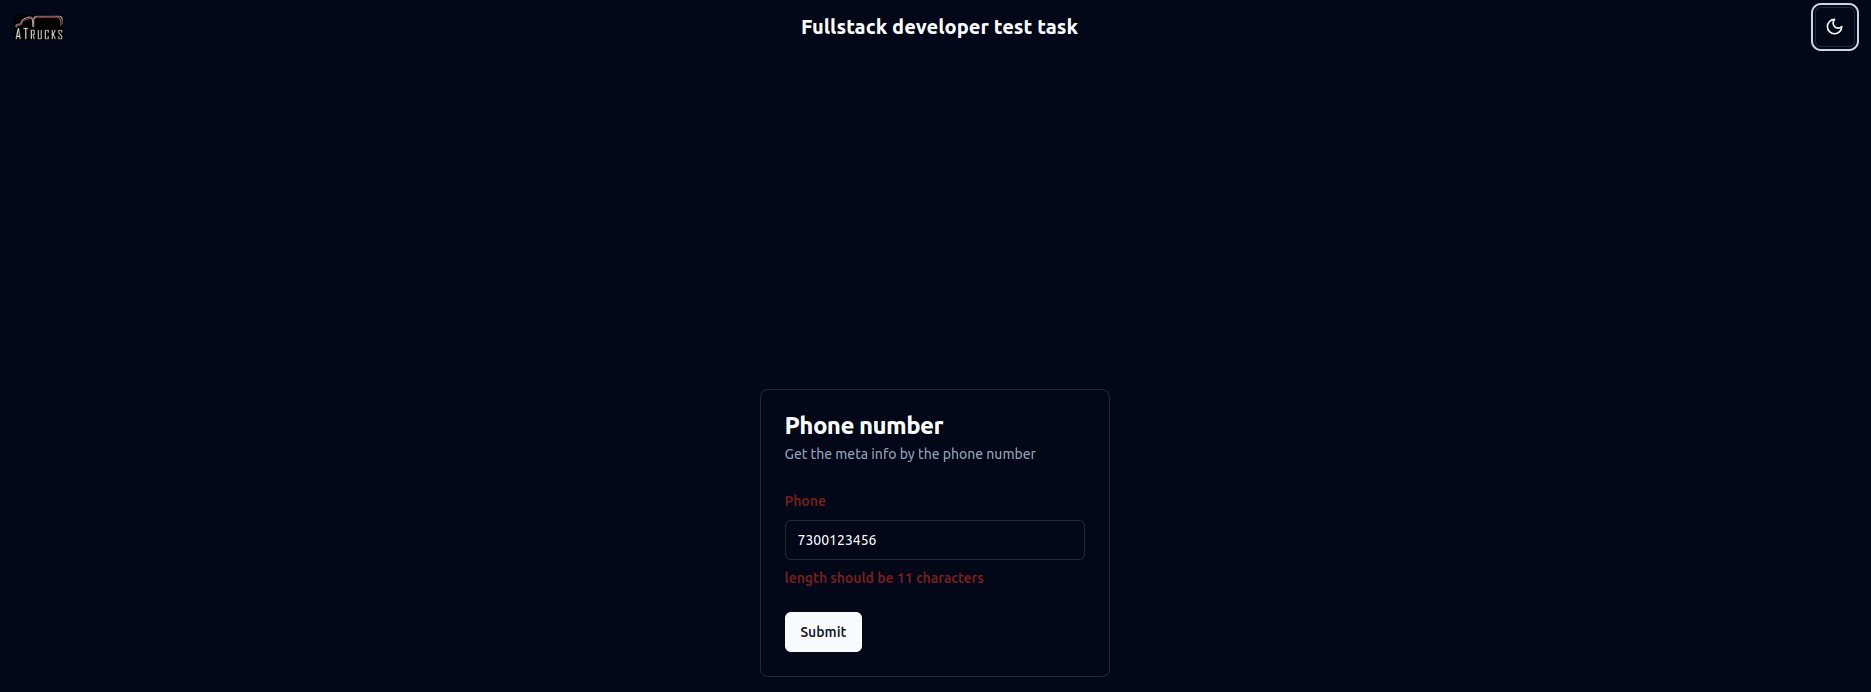 ATRUCKS
Fullstack developer test task
Phone number
Get the meta info by the phone number
Phone
7300123456
length should be 11 characters
Submit